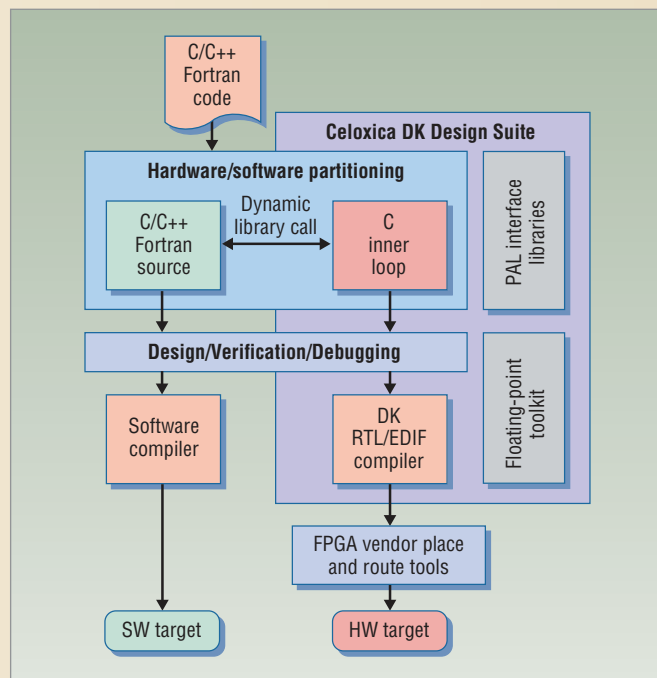 C/C++
Fortran
code
Celoxica DK Design Suite
Hardware/software partitioning
C/C++
Fortran
source
Dynamic
library call
C
inner
loop
PAL interface
libraries
Design/Verification/Debugging
Software
compiler
DK
RTL/EDIF
compiler
Floating-point
toolkit
FPGA vendor place
and route tools
SW target
HW target